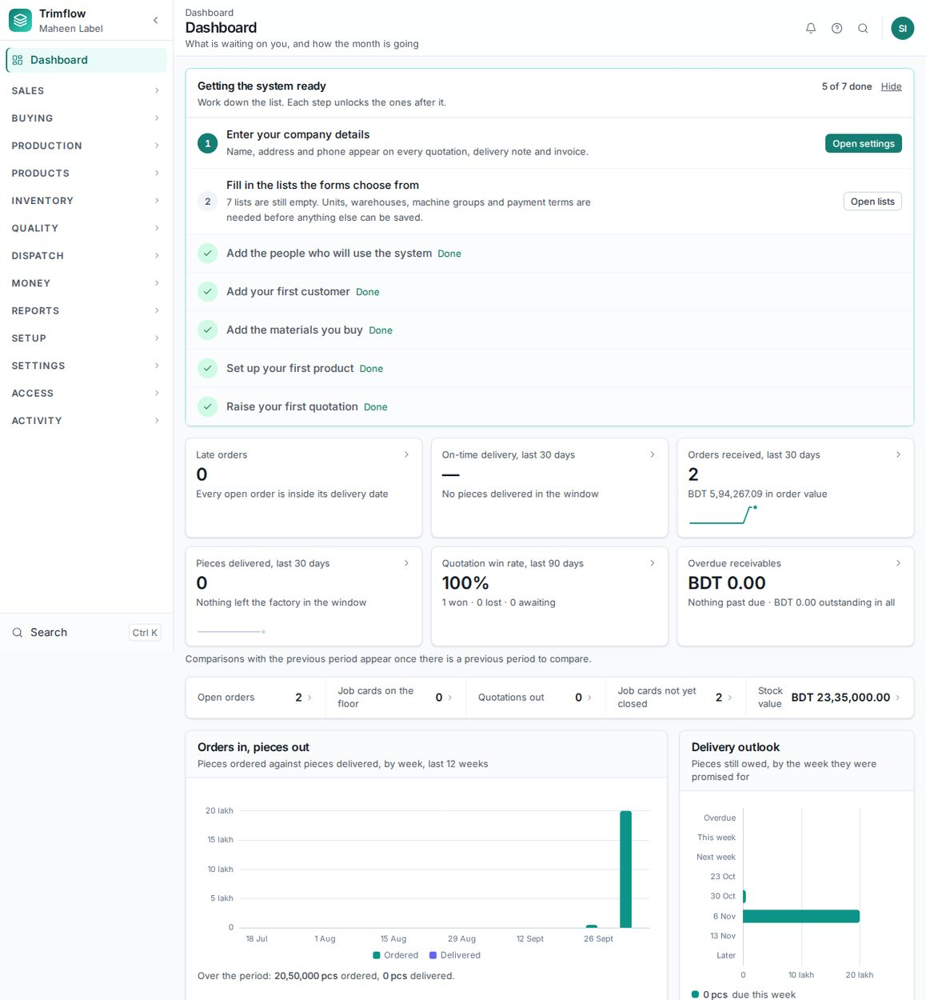 Trimflow
Maheen Label
Dashboard
SALES
BUYING
PRODUCTION
PRODUCTS
INVENTORY
QUALITY
DISPATCH
MONEY
REPORTS
SETUP
SETTINGS
ACCESS
ACTIVITY
Search Ctrl K
Dashboard
Dashboard
What is waiting on you, and how the month is going
SI
Getting the system ready
Work down the list. Each step unlocks the ones after it.
5 of 7 done Hide
1
Enter your company details
Name, address and phone appear on every quotation, delivery note and invoice.
Open settings
2
Fill in the lists the forms choose from
7 lists are still empty. Units, warehouses, machine groups and payment terms are
needed before anything else can be saved.
Open lists
Add the people who will use the system Done
Add your first customer Done
Add the materials you buy Done
Set up your first product Done
Raise your first quotation Done
Late orders
0
Every open order is inside its delivery date
On-time delivery, last 30 days
—
No pieces delivered in the window
Orders received, last 30 days
2
BDT 5,94,267.09 in order value
Pieces delivered, last 30 days
0
Nothing left the factory in the window
Quotation win rate, last 90 days
100%
1 won · 0 lost · 0 awaiting
Overdue receivables
BDT 0.00
Nothing past due · BDT 0.00 outstanding in all
Comparisons with the previous period appear once there is a previous period to compare.
Open orders 2
Job cards on the
floor
0
Quotations out 0
Job cards not yet
closed
2
Stock
value
BDT 23,35,000.00
Orders in, pieces out
Pieces ordered against pieces delivered, by week, last 12 weeks
20 lakh
15 lakh
10 lakh
5 lakh
0
18 Jul 1 Aug 15 Aug 29 Aug 12 Sept 26 Sept
Ordered Delivered
Over the period: 20,50,000 pcs ordered, 0 pcs delivered.
Delivery outlook
Pieces still owed, by the week they were
promised for
Overdue
This week
Next week
23 Oct
30 Oct
6 Nov
13 Nov
Later
0 10 lakh 20 lakh
0 pcs due this week